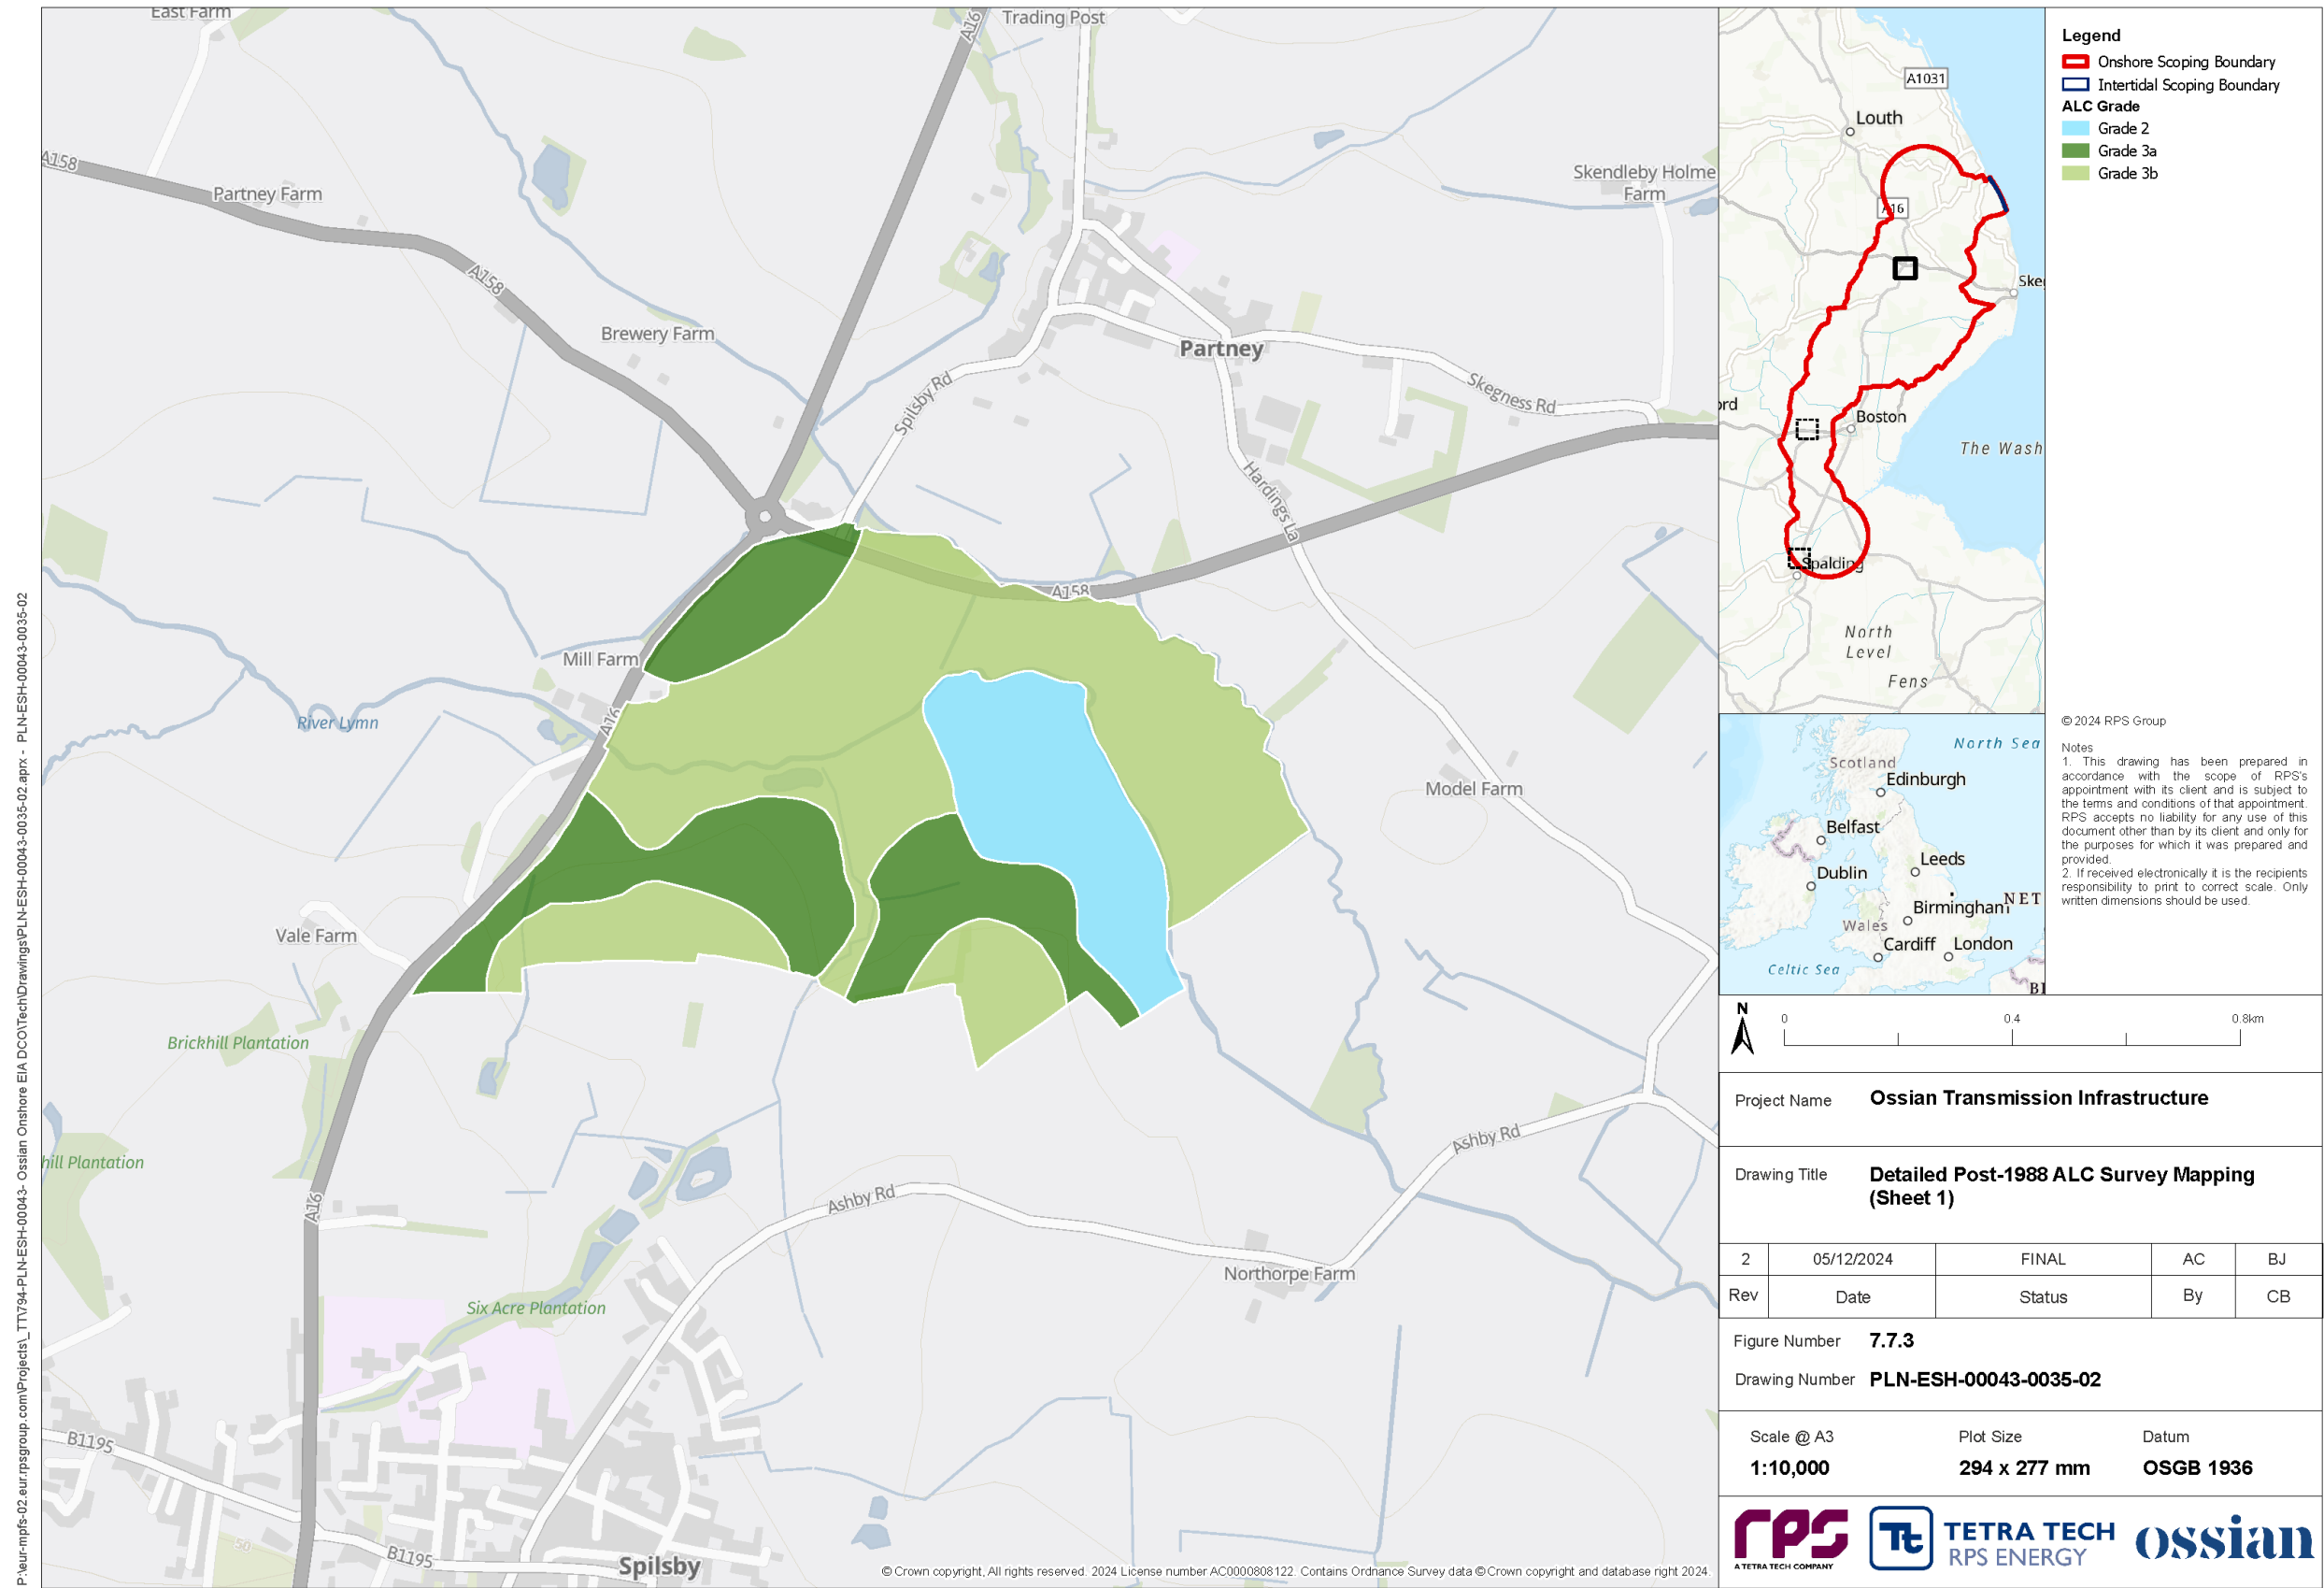 East Farm
Trading Post
A16
A158
Partney Farm
Skendleby Holme
Farm
A158
Brewery Farm
Partney
Spilsby Rd
Skegness Rd
Hardings La
A158
Mill Farm
A16
River Lymn
Model Farm
Vale Farm
Brickhill Plantation
hill Plantation
Ashby Rd
A16
Ashby Rd
Northorpe Farm
Six Acre Plantation
B1195
50
B1195
Spilsby
© Crown copyright, All rights reserved. 2024 License number AC0000808122. Contains Ordnance Survey data © Crown copyright and database right 2024.
P:\eur-mpfs-02.eur.rpsgroup.com\Projects\_TT\794-PLN-ESH-00043- Ossian Onshore EIA DCO\Tech\Drawings\PLN-ESH-00043-0035-02.aprx - PLN-ESH-00043-0035-02
A1031
Louth
A16
Ske
ord
Boston
The Wash
Spalding
North
Level
Fens
North Sea
Scotland
Edinburgh
Belfast
Leeds
Dublin
NET
Birmingham
Wales
Cardiff
London
Celtic Sea
Legend
Onshore Scoping Boundary
Intertidal Scoping Boundary
ALC Grade
Grade 2
Grade 3a
Grade 3b
© 2024 RPS Group
Notes
1. This drawing has been prepared in
accordance with the scope of RPS's
appointment with its client and is subject to
the terms and conditions of that appointment.
RPS accepts no liability for any use of this
document other than by its client and only for
the purposes for which it was prepared and
provided.
2. If received electronically it is the recipients
responsibility to print to correct scale. Only
written dimensions should be used.
N
0 0.4 0.8km
Project Name Ossian Transmission Infrastructure
Drawing Title Detailed Post-1988 ALC Survey Mapping
(Sheet 1)
2 05/12/2024 FINAL AC BJ
Rev Date Status By CB
Figure Number 7.7.3
Drawing Number PLN-ESH-00043-0035-02
Scale @ A3 Plot Size Datum
1:10,000 294 x 277 mm OSGB 1936
rps
A TETRA TECH COMPANY
Tt
TETRA TECH
RPS ENERGY
ossian